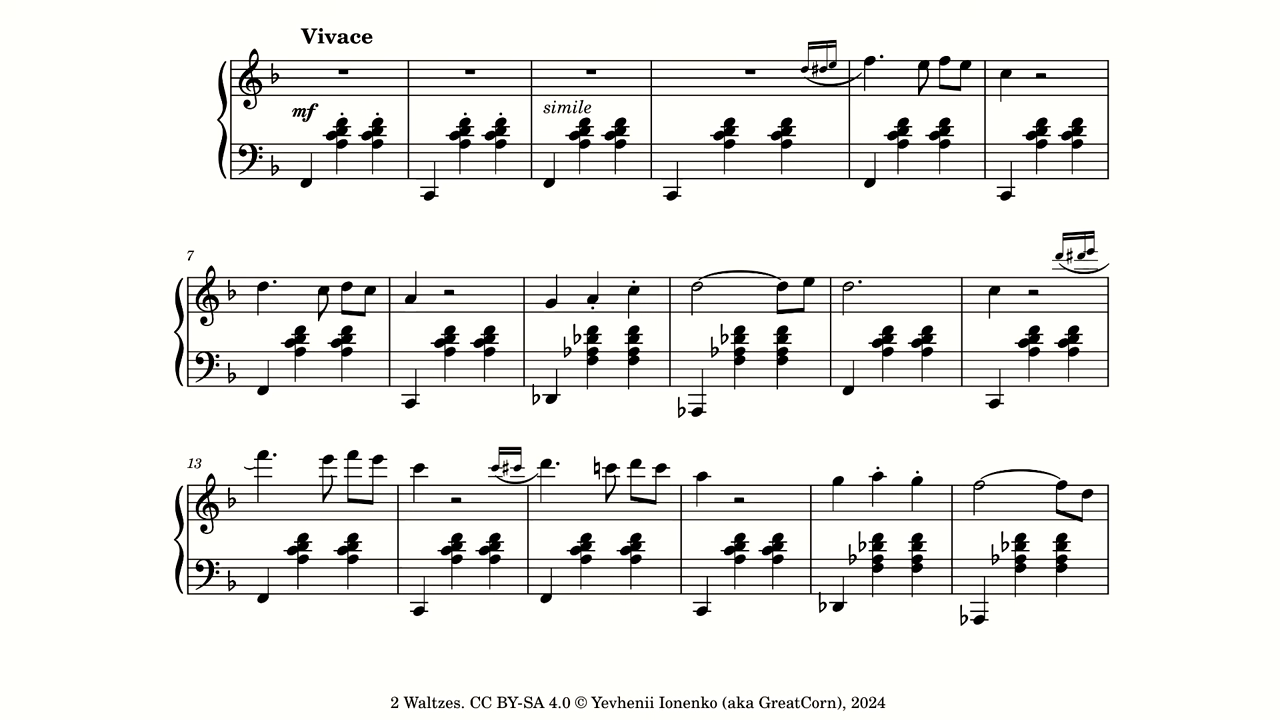 Vivace
mf
simile
7
13
2 Waltzes. CC BY-SA 4.0 © Yevhenii Ionenko (aka GreatCorn), 2024